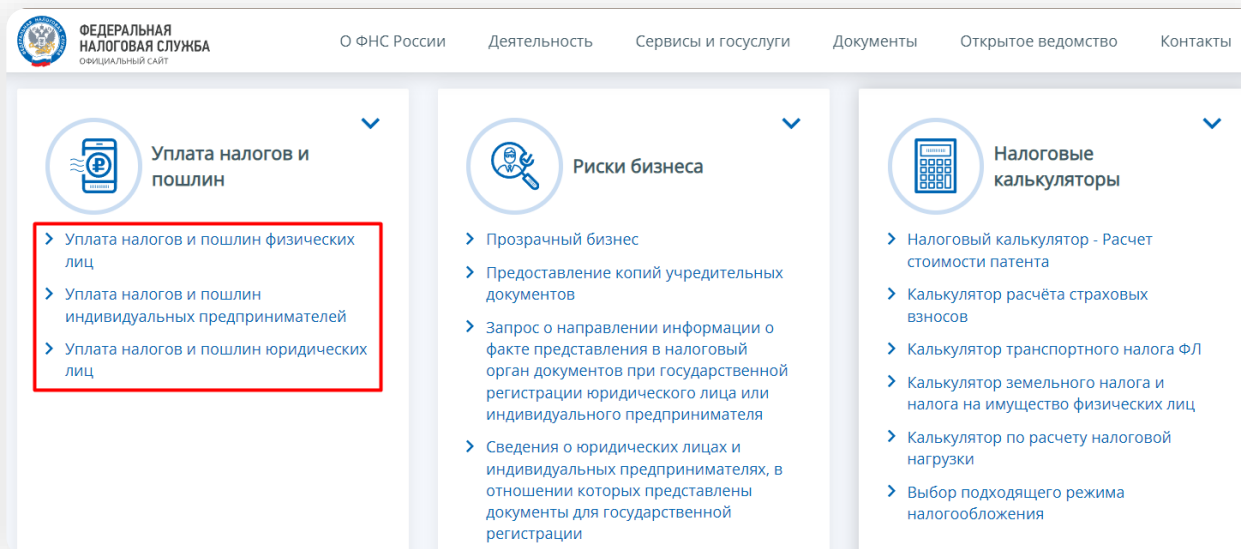 ФЕДЕРАЛЬНАЯ
НАЛОГОВАЯ СЛУЖБА
ОФИЦИАЛЬНЫЙ САЙТ
О ФНС России
Деятельность
Сервисы и госуслуги
Документы
Открытое ведомство
Контакты
Уплата налогов и
пошлин
Уплата налогов и пошлин физических
лиц
Уплата налогов и пошлин
индивидуальных предпринимателей
Уплата налогов и пошлин юридических
лиц
Риски бизнеса
Прозрачный бизнес
Предоставление копий учредительных
документов
Запрос о направлении информации о
факте представления в налоговый
орган документов при государственной
регистрации юридического лица или
индивидуального предпринимателя
Сведения о юридических лицах и
индивидуальных предпринимателях, в
отношении которых представлены
документы для государственной
регистрации
Налоговые
калькуляторы
Налоговый калькулятор - Расчет
стоимости патента
Калькулятор расчёта страховых
взносов
Калькулятор транспортного налога ФЛ
Калькулятор земельного налога и
налога на имущество физических лиц
Калькулятор по расчету налоговой
нагрузки
Выбор подходящего режима
налогообложения